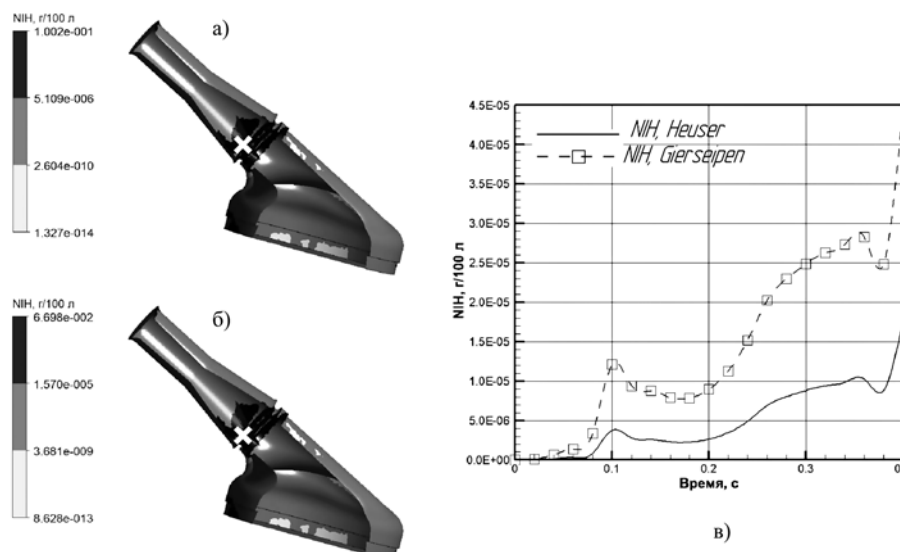 NIH, г/100 л
а)
1.002e-001
5.109e-006
2.604e-010
1.327e-014
NIH, г/100 л
б)
6.698e-002
1.570e-005
3.681e-009
8.628e-013
4.5E-05
4.0E-05
3.5E-05
3.0E-05
2.5E-05
2.0E-05
1.5E-05
1.0E-05
5.0E-06
0.0E+00
NIH, г/100 л
NIH, Heuser
NIH, Gierseipen
0 0.1 0.2 0.3
Время, с
в)